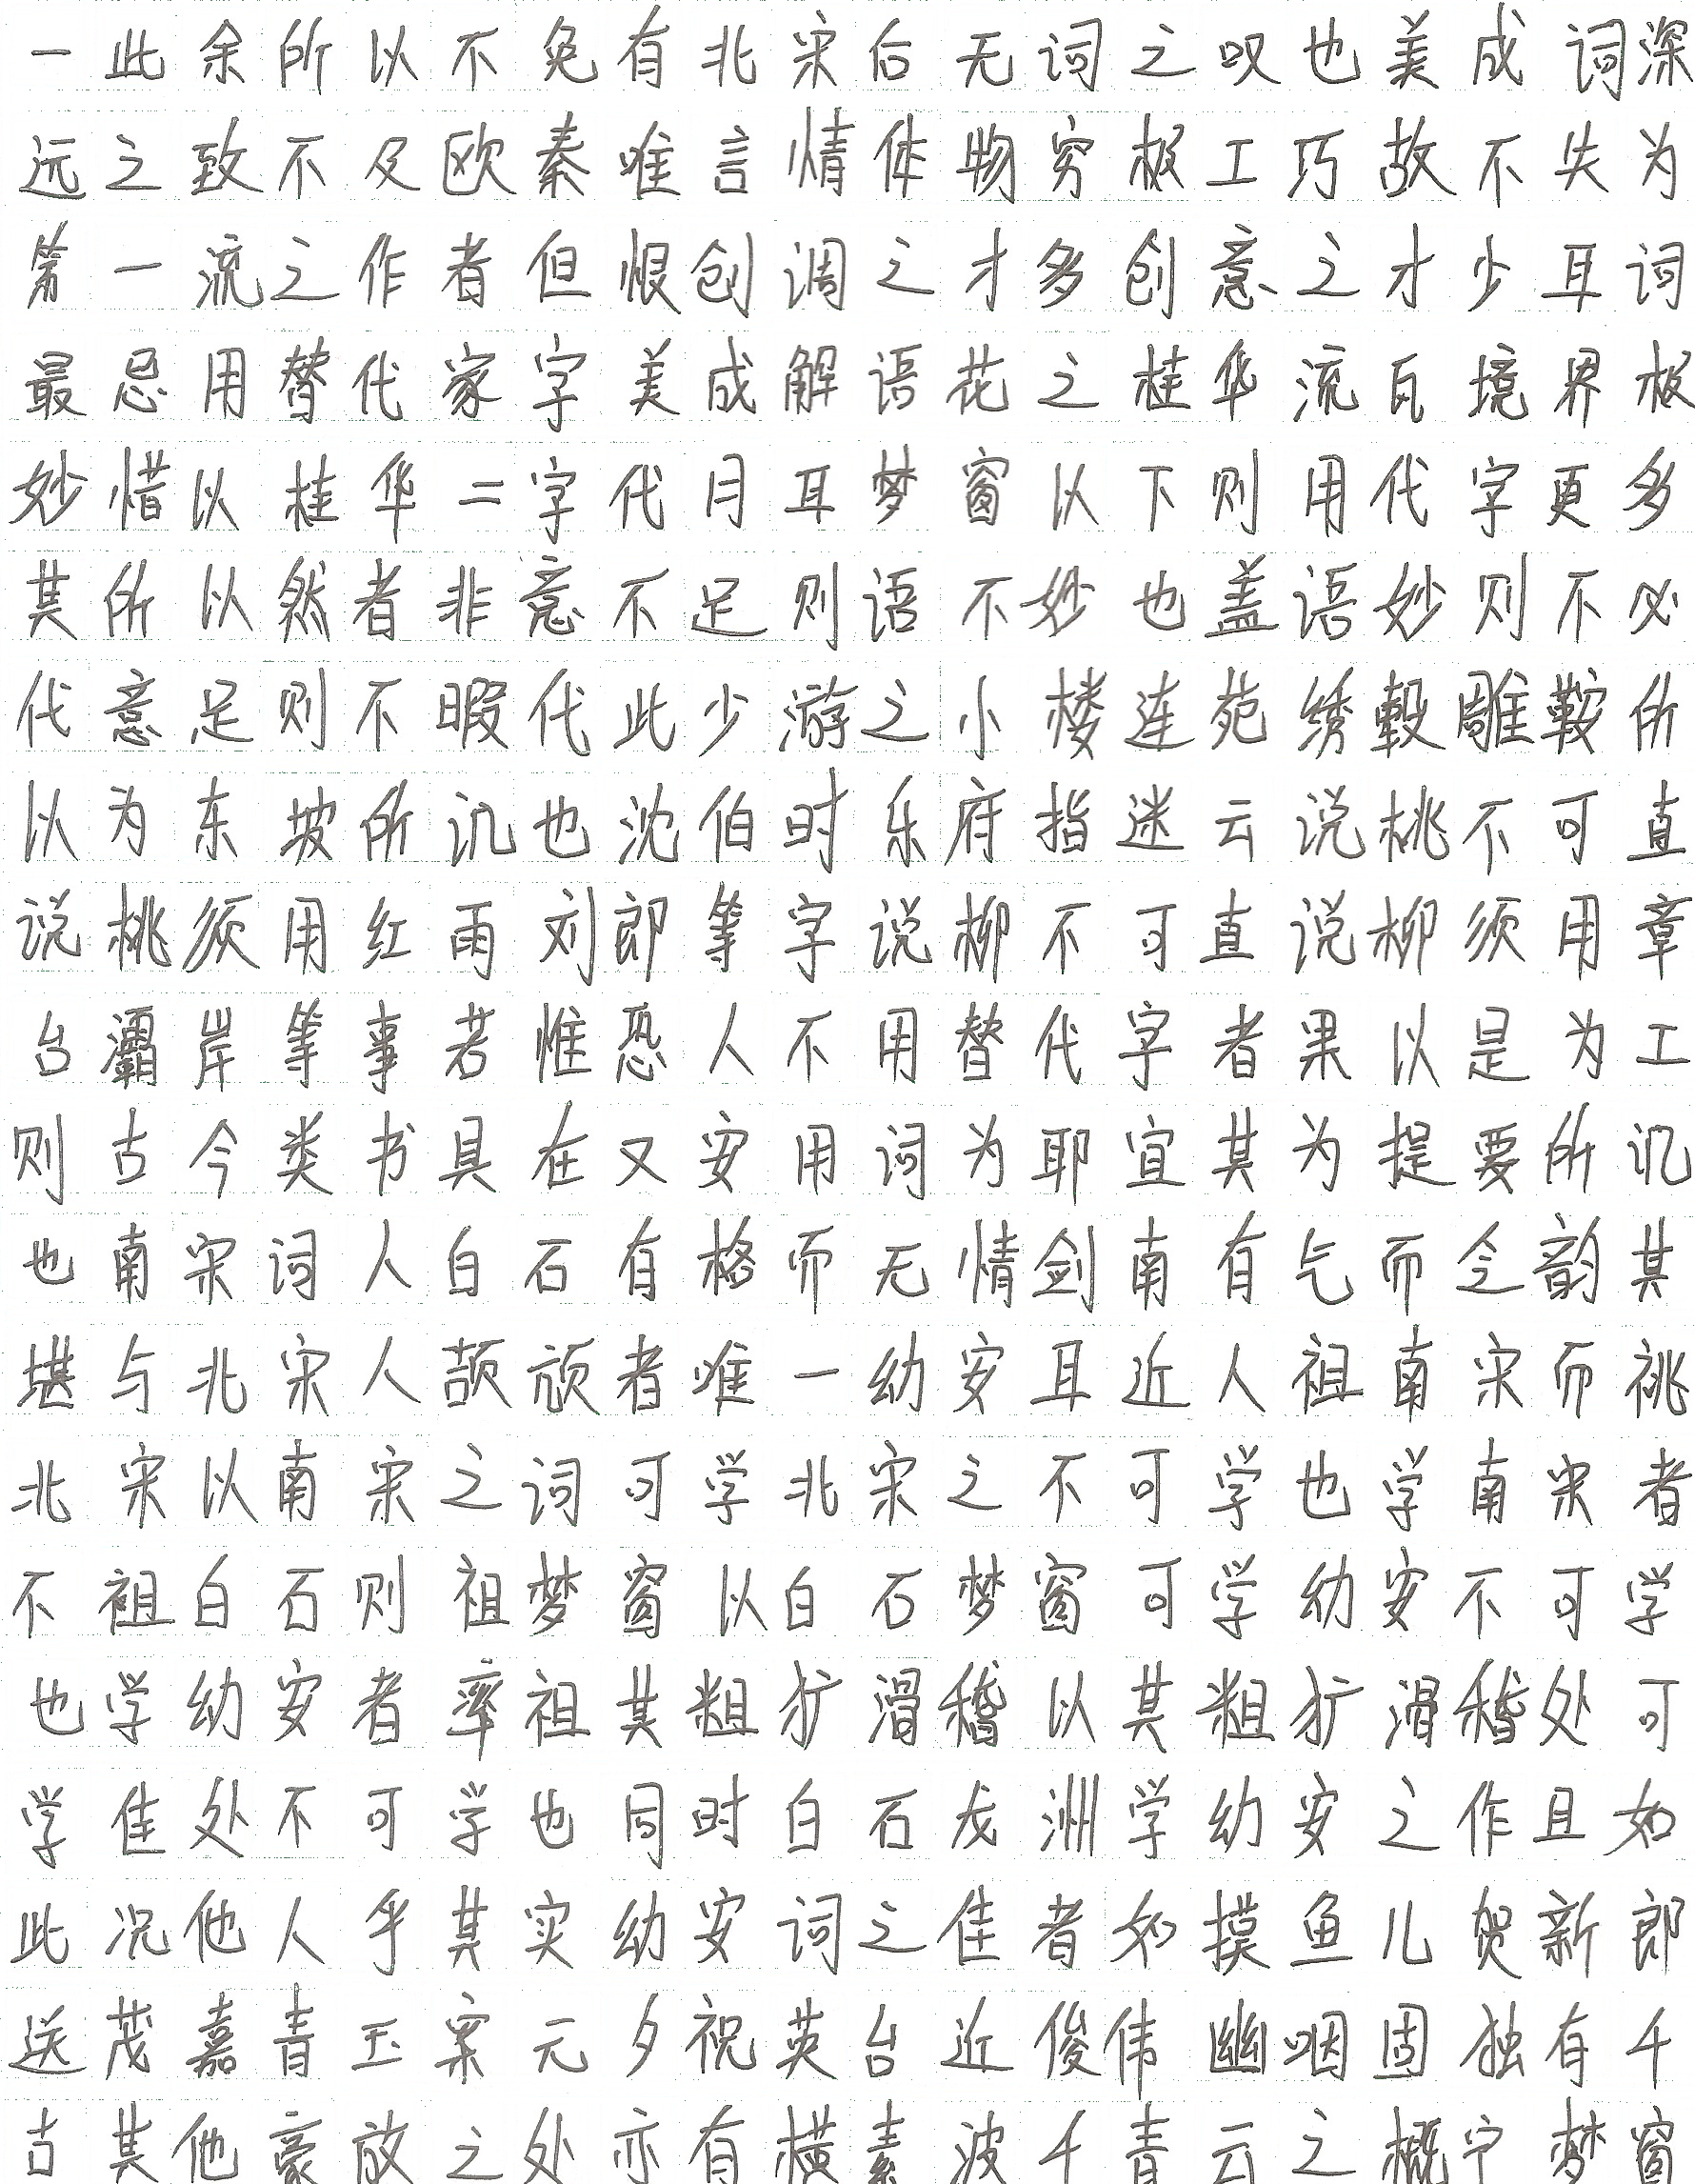 一此余所以不免有北宋后无词之叹也美成词深
远之致不及欧秦唯言情体物穷极工巧故不失为
第一流之作者但恨创调之才多创意之才少耳词
最忌用替代家字美成解语花之桂华流瓦境界极
妙惜以桂华二字代月耳梦窗以下则用代字更多
其所以然者非意不足则语不妙也盖语妙则不必
代意足则不暇代此少游之小楼连苑绣毂雕鞍所
以为东坡所讥也沈伯时乐府指迷云说桃不可直
说桃须用红雨刘郎等字说柳不可直说柳须用章
台灞岸等事若惟恐人不用替代字者果以是为工
则古今类书具在又安用词为耶宜其为提要所讥
也南宋词人白石有格而无情剑南有气而仝韵其
堪与北宋人颉颃者唯一幼安耳近人祖南宋而祧
北宋以南宋之词可学北宋之不可学也学南宋者
不祖白石则祖梦窗以白石梦窗可学幼安不可学
也学幼安者率祖其粗犷滑稽以其粗犷滑稽处可
学佳处不可学也同时白石龙洲学幼安之作且如
此况他人乎其实幼安词之佳者如摸鱼儿贺新郎
送茂嘉青玉案元夕祝英台近俊伟幽咽固独有千
古其他豪放之处亦有横素波千青云之概宁梦窗